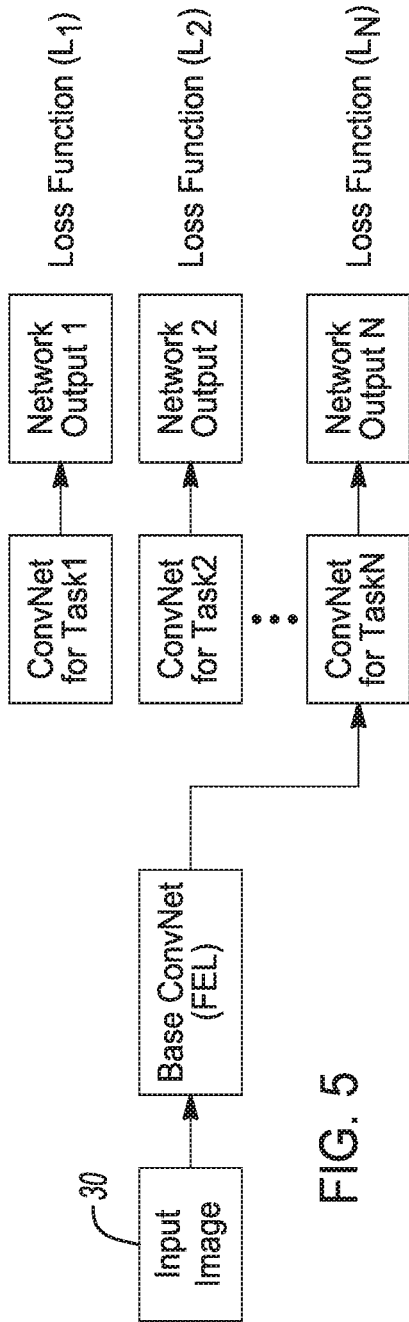 30
Input
Image
Base ConvNet
(FEL)
ConvNet
for Task1
Network
Output 1
Loss Function (L1)
ConvNet
for Task2
Network
Output 2
Loss Function (L2)
ConvNet
for TaskN
Network
Output N
Loss Function (LN)
FIG. 5